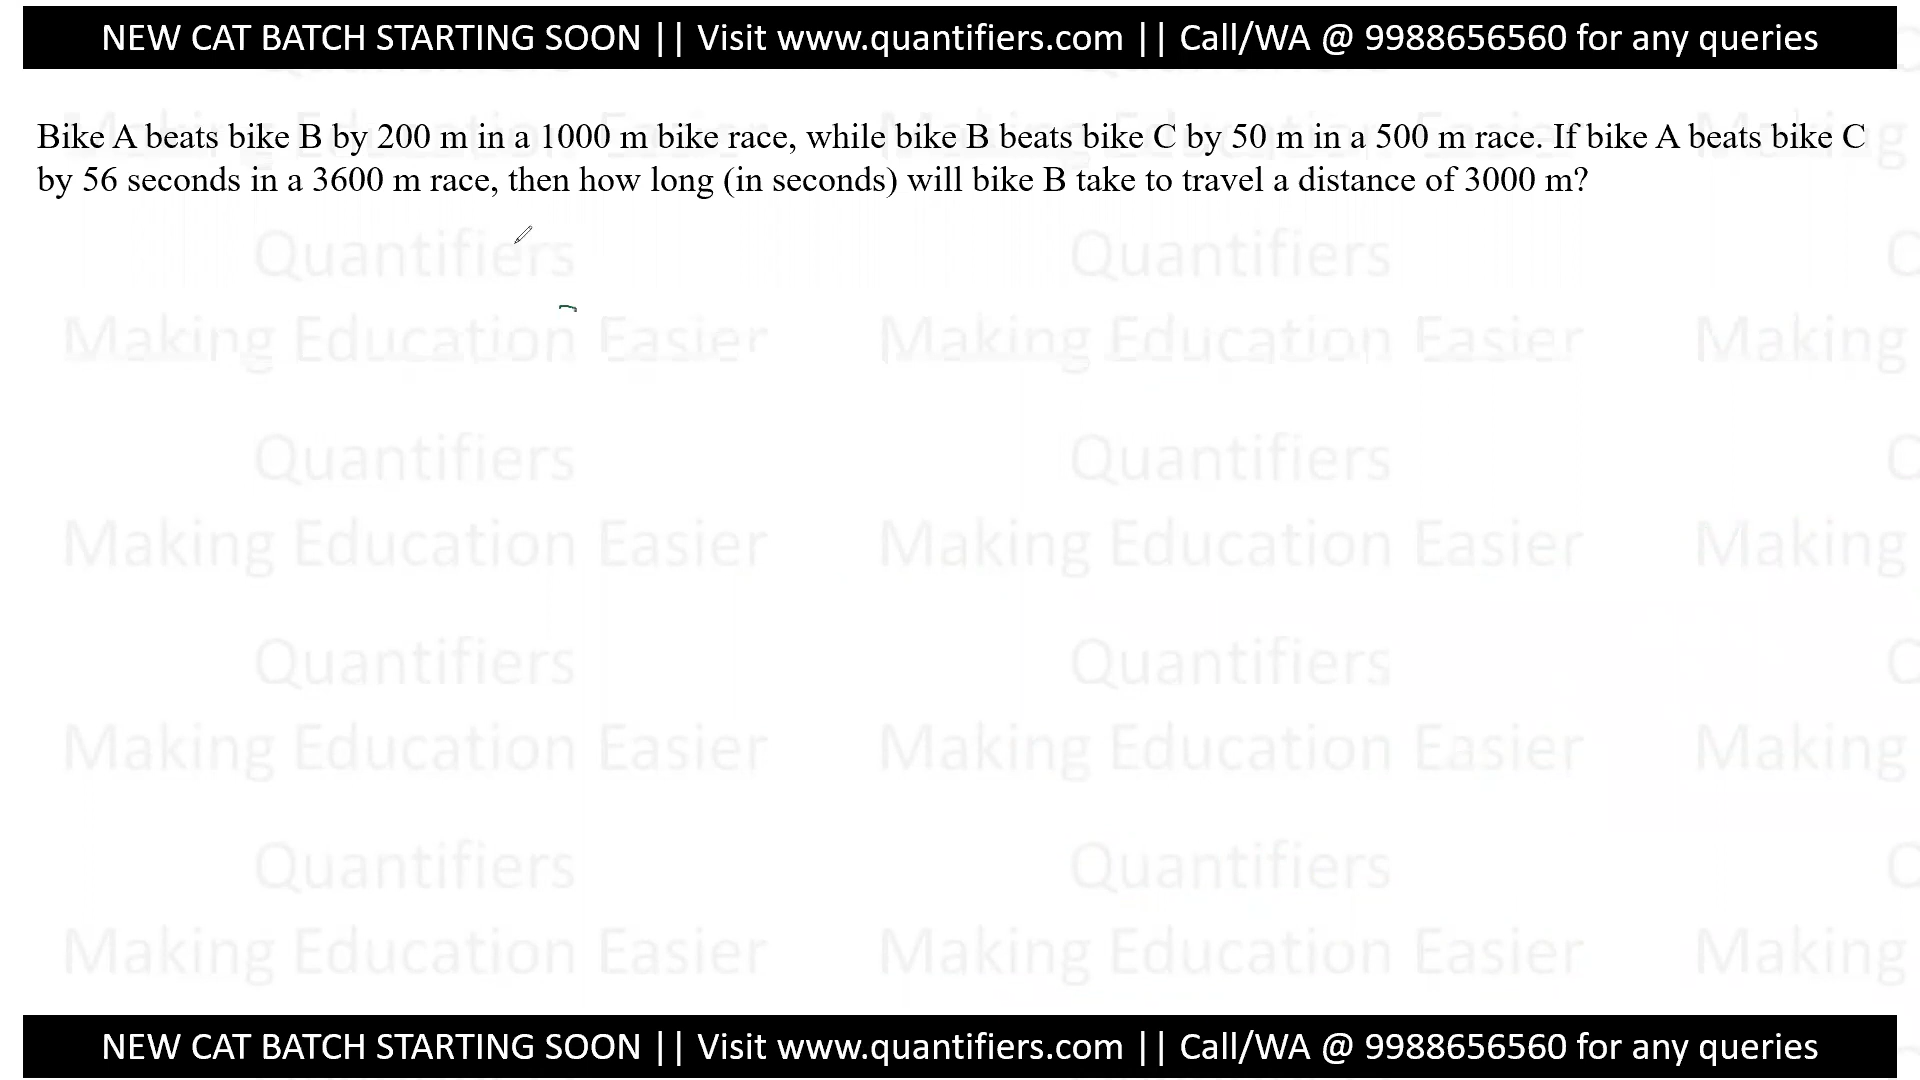 NEW CAT BATCH STARTING SOON || Visit www.quantifiers.com || Call/WA @ 9988656560 for any queries
Bike A beats bike B by 200 m in a 1000 m bike race, while bike B beats bike C by 50 m in a 500 m race. If bike A beats bike C
by 56 seconds in a 3600 m race, then how long (in seconds) will bike B take to travel a distance of 3000 m?
Quantifiers Quantifiers
Making Education Easier Making Education Easier Making
Quantifiers Quantifiers
Making Education Easier Making Education Easier Making
Quantifiers Quantifiers
Making Education Easier Making Education Easier Making
Quantifiers Quantifiers
Making Education Easier Making Education Easier Making
NEW CAT BATCH STARTING SOON || Visit www.quantifiers.com || Call/WA @ 9988656560 for any queries